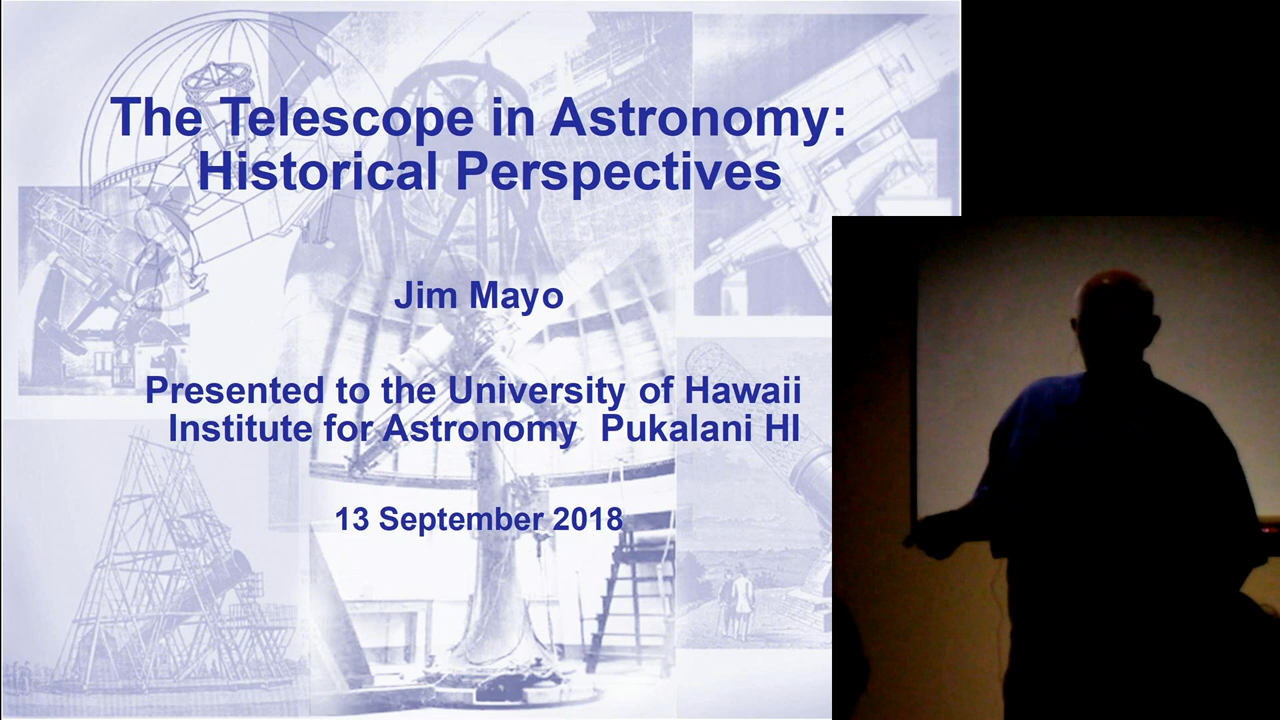 The Telescope in Astronomy:
Historical Perspectives
Jim Mayo
Presented to the University of Hawaii
Institute for Astronomy Pukalani HI
13 September 2018